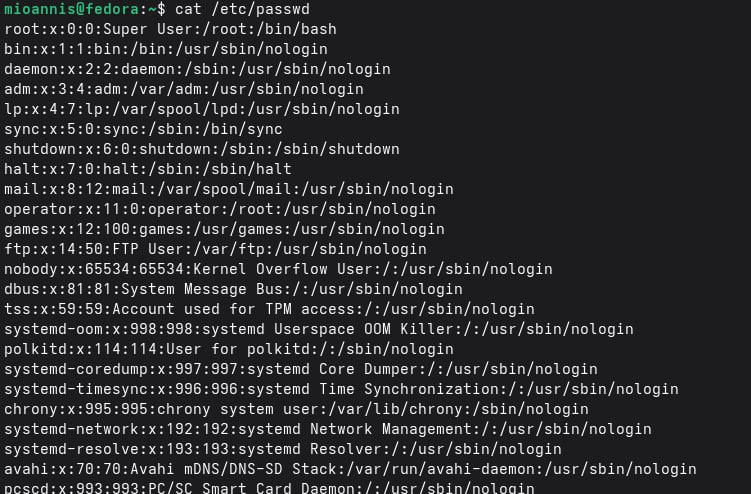 mioannis@fedora:~$ cat /etc/passwd
root:x:0:0:Super User:/root:/bin/bash
bin:x:1:1:bin:/bin:/usr/sbin/nologin
daemon:x:2:2:daemon:/sbin:/usr/sbin/nologin
adm:x:3:4:adm:/var/adm:/usr/sbin/nologin
lp:x:4:7:lp:/var/spool/lpd:/usr/sbin/nologin
sync:x:5:0:sync:/sbin:/bin/sync
shutdown:x:6:0:shutdown:/sbin:/sbin/shutdown
halt:x:7:0:halt:/sbin:/sbin/halt
mail:x:8:12:mail:/var/spool/mail:/usr/sbin/nologin
operator:x:11:0:operator:/root:/usr/sbin/nologin
games:x:12:100:games:/usr/games:/usr/sbin/nologin
ftp:x:14:50:FTP User:/var/ftp:/usr/sbin/nologin
nobody:x:65534:65534:Kernel Overflow User:/:/usr/sbin/nologin
dbus:x:81:81:System Message Bus:/:/usr/sbin/nologin
tss:x:59:59:Account used for TPM access:/:/usr/sbin/nologin
systemd-oom:x:998:998:systemd Userspace OOM Killer:/:/usr/sbin/nologin
polkitd:x:114:114:User for polkitd:/:/sbin/nologin
systemd-coredump:x:997:997:systemd Core Dumper:/:/usr/sbin/nologin
systemd-timesync:x:996:996:systemd Time Synchronization:/:/usr/sbin/nologin
chrony:x:995:995:chrony system user:/var/lib/chrony:/sbin/nologin
systemd-network:x:192:192:systemd Network Management:/:/usr/sbin/nologin
systemd-resolve:x:193:193:systemd Resolver:/:/usr/sbin/nologin
avahi:x:70:70:Avahi mDNS/DNS-SD Stack:/var/run/avahi-daemon:/usr/sbin/nologin
pcscd:x:993:993:PC/SC Smart Card Daemon:/:/usr/sbin/nologin